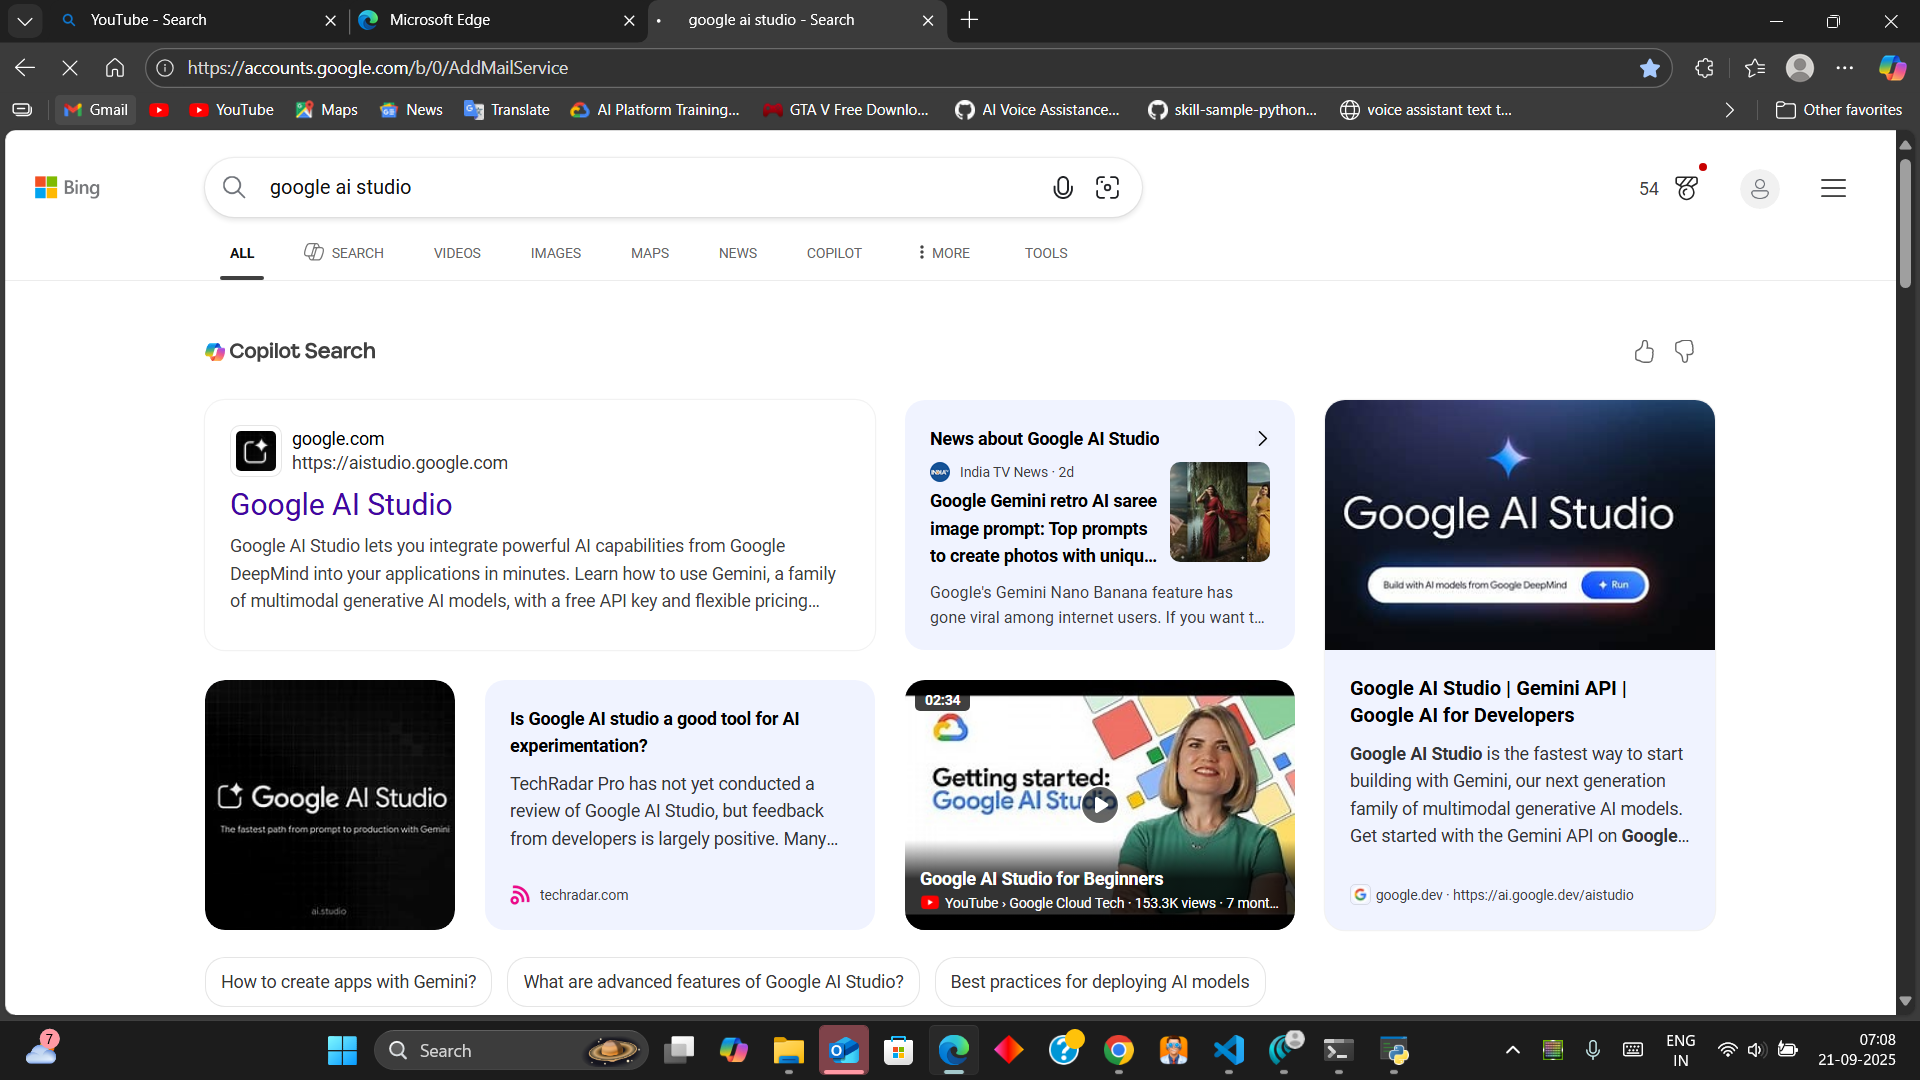 YouTube - Search
Microsoft Edge
google ai studio - Search
https://accounts.google.com/b/0/AddMailService
Gmail
YouTube
Maps
News
Translate
AI Platform Training...
GTA V Free Downlo...
AI Voice Assistance...
skill-sample-python...
voice assistant text t...
Other favorites
Bing
google ai studio
54
ALL
SEARCH
VIDEOS
IMAGES
MAPS
NEWS
COPILOT
MORE
TOOLS
Copilot Search
google.com
https://aistudio.google.com
Google AI Studio
Google AI Studio lets you integrate powerful AI capabilities from Google
DeepMind into your applications in minutes. Learn how to use Gemini, a family
of multimodal generative AI models, with a free API key and flexible pricing...
News about Google AI Studio
India TV News · 2d
Google Gemini retro AI saree
image prompt: Top prompts
to create photos with uniqu...
Google's Gemini Nano Banana feature has
gone viral among internet users. If you want t...
Google AI Studio
Build with AI models from Google DeepMind
Run
Google AI Studio | Gemini API |
Google AI for Developers
Google AI Studio is the fastest way to start
building with Gemini, our next generation
family of multimodal generative AI models.
Get started with the Gemini API on Google...
google.dev · https://ai.google.dev/aistudio
Google AI Studio
The fastest path from prompt to production with Gemini
ai.studio
Is Google AI studio a good tool for AI
experimentation?
TechRadar Pro has not yet conducted a
review of Google AI Studio, but feedback
from developers is largely positive. Many...
techradar.com
02:34
Getting started:
Google AI Studio
Google AI Studio for Beginners
YouTube › Google Cloud Tech · 153.3K views · 7 mont...
How to create apps with Gemini?
What are advanced features of Google AI Studio?
Best practices for deploying AI models
7
Search
ENG
IN
07:08
21-09-2025